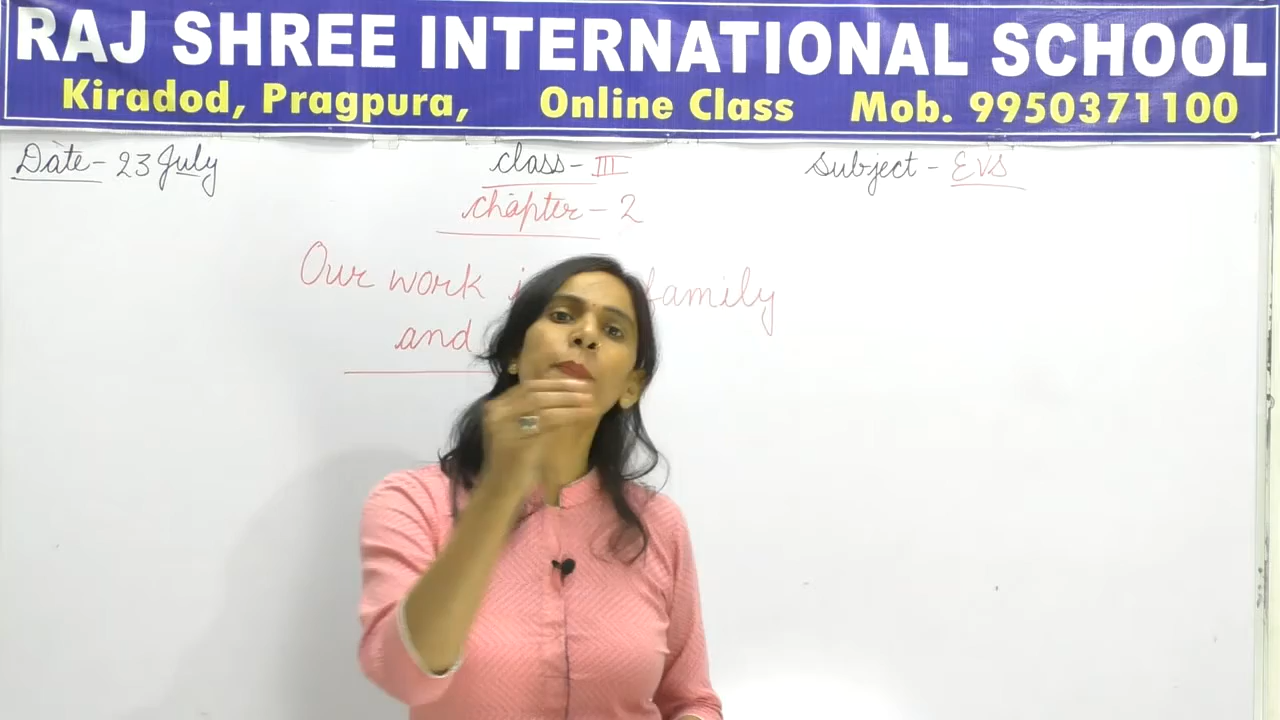 RAJ SHREE INTERNATIONAL SCHOOL
Kiradod, Pragpura, Online Class Mob. 9950371100
Date - 23 July class - III Subject - EVS
chapter - 2
Our work family
and